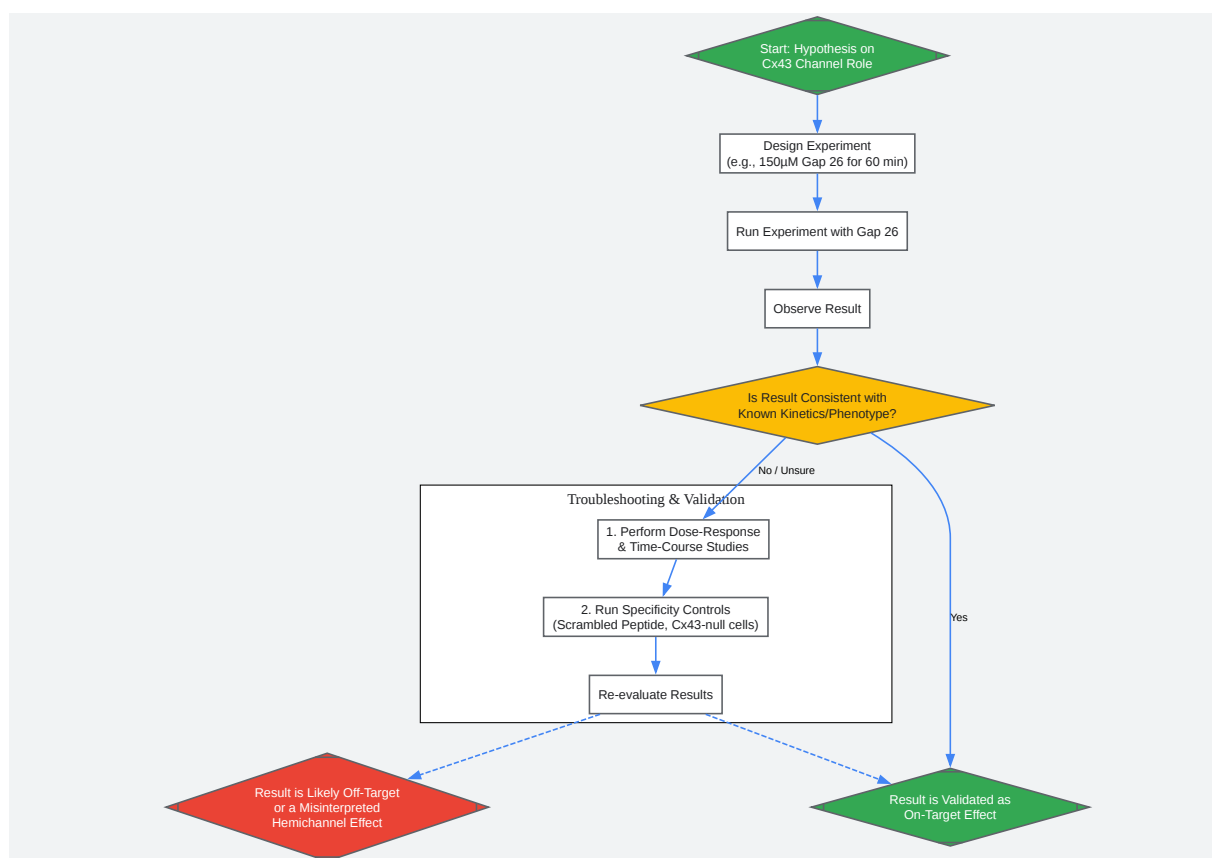 Start: Hypothesis on
Cx43 Channel Role
Design Experiment
(e.g., 150µM Gap 26 for 60 min)
Run Experiment with Gap 26
Observe Result
Is Result Consistent with
Known Kinetics/Phenotype?
No / Unsure
Troubleshooting & Validation
1. Perform Dose-Response
& Time-Course Studies
2. Run Specificity Controls
(Scrambled Peptide, Cx43-null cells)
Yes
Re-evaluate Results
Result is Likely Off-Target
or a Misinterpreted
Hemichannel Effect
Result is Validated as
On-Target Effect